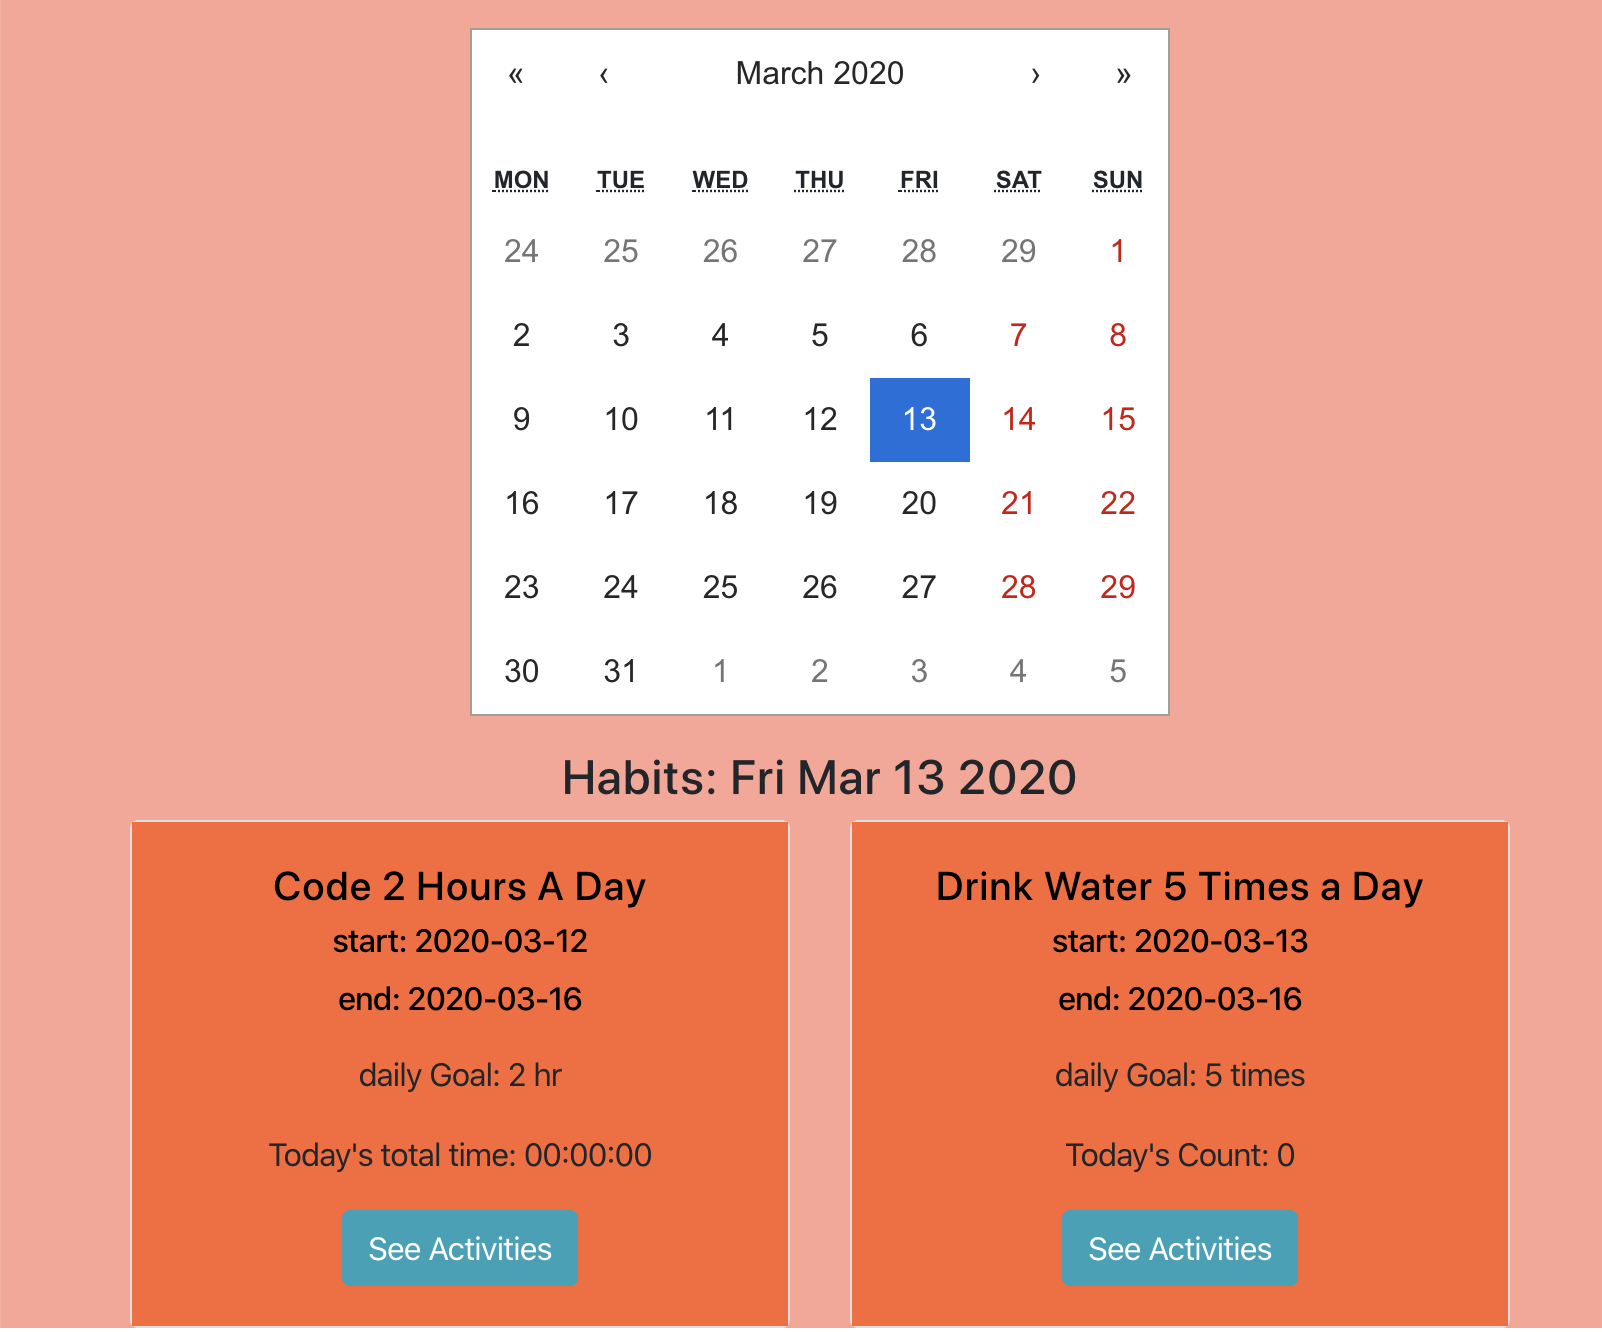 « ‹ March 2020 › »
MON TUE WED THU FRI SAT SUN
24 25 26 27 28 29 1
2 3 4 5 6 7 8
9 10 11 12 13 14 15
16 17 18 19 20 21 22
23 24 25 26 27 28 29
30 31 1 2 3 4 5
Habits: Fri Mar 13 2020
Code 2 Hours A Day
start: 2020-03-12
end: 2020-03-16
daily Goal: 2 hr
Today's total time: 00:00:00
See Activities
Drink Water 5 Times a Day
start: 2020-03-13
end: 2020-03-16
daily Goal: 5 times
Today's Count: 0
See Activities